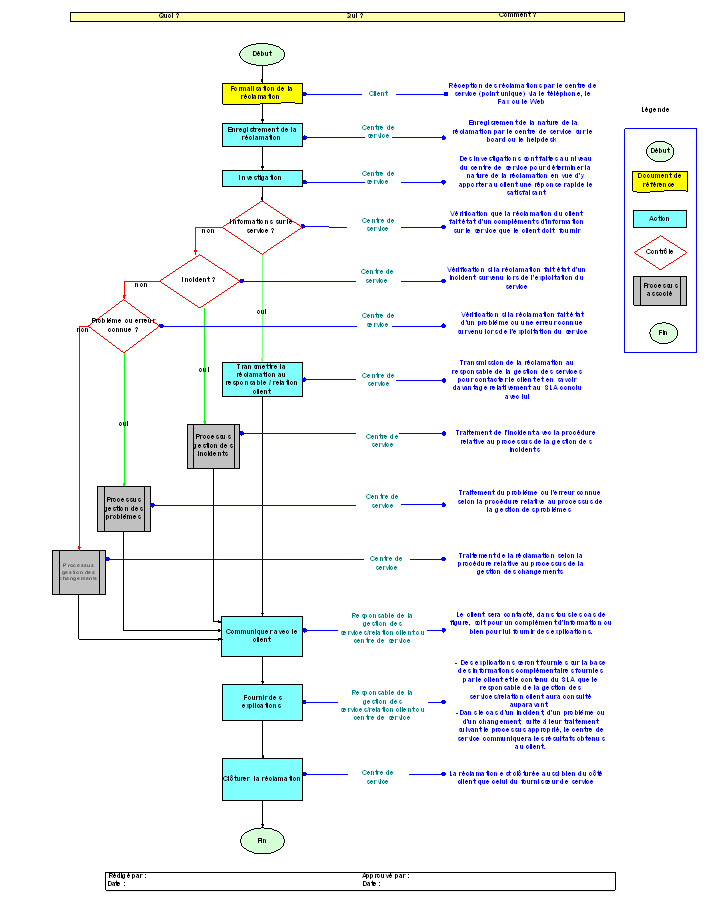 Quoi ?
Qui ?
Comment ?
Début
Formalisation de la
réclamation
Client
Réception des réclamations par le centre de
service (point unique) via le téléphone, le
Fax ou le Web
Légende
Enregistrement de la
réclamation
Centre de
service
Enregistrement de la nature de la
réclamation par le centre de service sur le
board ou le helpdesk
Début
Investigation
Centre de
service
Des investigations sont faites au niveau
du centre de service pour déterminer la
nature de la réclamation en vue d'y
apporter au client une réponse rapide le
satisfaisant
Document de
référence
Informations sur le
service ?
non
Centre de
service
Vérification que la réclamation du client
fait état d'un compléments d'information
sur le service que le client doit fournir
Action
Contrôle
Incident ?
non
Centre de
service
Vérification si la réclamation fait état d'un
incident survenu lors de l'exploitation du
service
Processus
associé
Problème ou erreur
connue ?
non
oui
Centre de
service
Vérification si la réclamation fait état
d'un problème ou une erreur connue
survenu lors de l'exploitation du service
Fin
Transmettre la
réclamation au
responsable / relation
client
oui
Centre de
service
Transmission de la réclamation au
responsable de la gestion des services
pour contacter le client et en savoir
davantage relativement au SLA conclu
avec lui
oui
Processus
gestion des
incidents
Centre de
service
Traitement de l'incident avec la procédure
relative au processus de la gestion des
incidents
Processus
gestion des
problèmes
Centre de
service
Traitement du problème ou l'erreur connue
selon la procédure relative au processus de
la gestion des problèmes
Processus
gestion des
changements
Centre de
service
Traitement de la réclamation selon la
procédure relative au processus de la
gestion des changements
Communiquer avec le
client
Responsable de la
gestion des
services/relation client ou
centre de service
Le client sera contacté, dans tous les cas de
figure, soit pour un complément d'information ou
bien pour lui fournir des explications.
Fournir des
explications
Responsable de la
gestion des
services/relation client ou
centre de service
- Des explications seront fournies sur la base
des informations complémentaires fournies
par le client et le contenu du SLA que le
responsable de la gestion des
services/relation client aura consulté
auparavant
- Dans le cas d'un incident, d'un problème ou
d'un changement, suite à leur traitement
suivant le processus approprié, le centre de
service communiquera les résultats obtenus
au client.
Clôturer la réclamation
Centre de
service
La réclamation est clôturée aussi bien du côté
client que celui du fournisseur de service
Fin
Rédigé par :
Date :
Approuvé par :
Date :